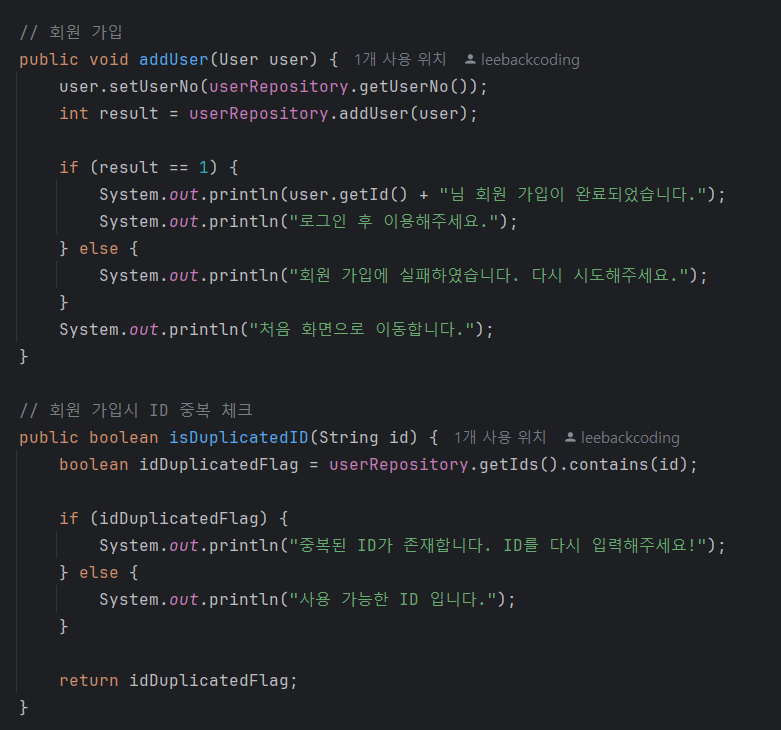 // 회원 가입
public void addUser(User user) { 1개 사용 위치 leebackcoding
    user.setUserNo(userRepository.getUserNo());
    int result = userRepository.addUser(user);
    if (result == 1) {
        System.out.println(user.getId() + "님 회원 가입이 완료되었습니다.");
        System.out.println("로그인 후 이용해주세요.");
    } else {
        System.out.println("회원 가입에 실패하였습니다. 다시 시도해주세요.");
    }
    System.out.println("처음 화면으로 이동합니다.");
}
// 회원 가입시 ID 중복 체크
public boolean isDuplicatedID(String id) { 1개 사용 위치 leebackcoding
    boolean idDuplicatedFlag = userRepository.getIds().contains(id);
    if (idDuplicatedFlag) {
        System.out.println("중복된 ID가 존재합니다. ID를 다시 입력해주세요!");
    } else {
        System.out.println("사용 가능한 ID 입니다.");
    }
    return idDuplicatedFlag;
}